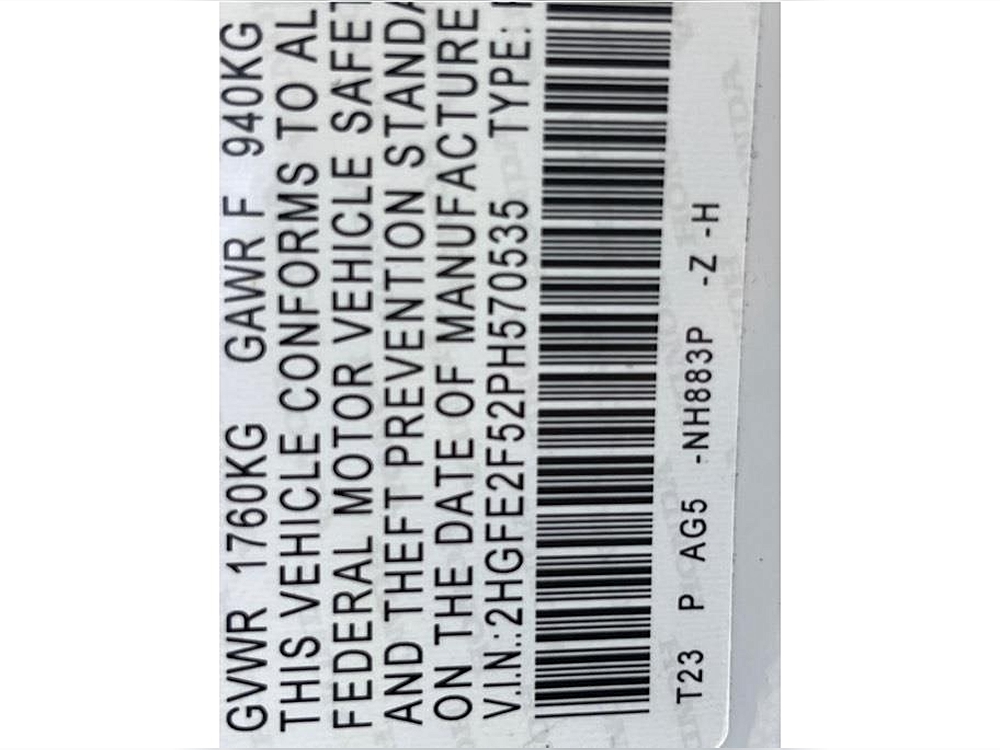 GVWR 1760KG GAWR F 940KG
THIS VEHICLE CONFORMS TO AL
FEDERAL MOTOR VEHICLE SAFET
AND THEFT PREVENTION STANDA
ON THE DATE OF MANUFACTURE
V.I.N.:2HGFE2F52PH570535 TYPE:
T23 P AG5 -NH883P -Z -H